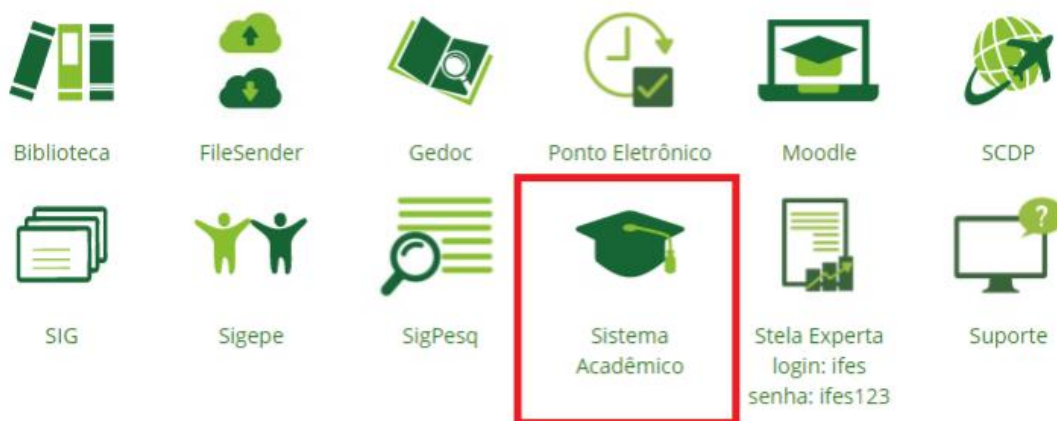 Biblioteca
FileSender
Gedoc
Ponto Eletrônico
Moodle
SCDP
SIG
Sigepe
SigPesq
Sistema
Acadêmico
Stela Experta
login: ifes
senha: ifes123
?
Suporte